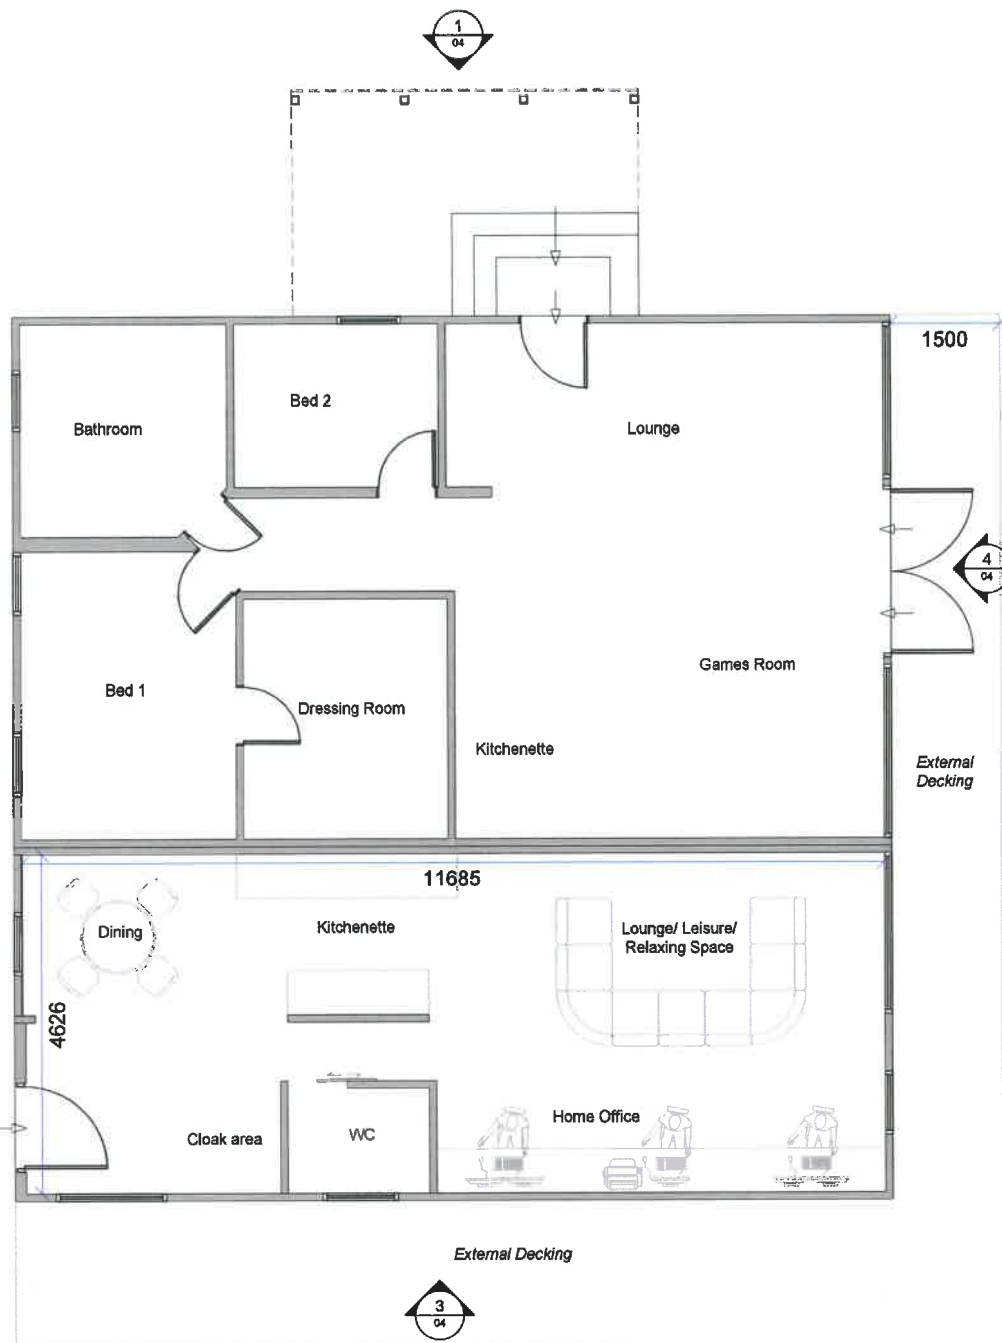 1
04
1500
Bed 2
Bathroom
Lounge
4
04
Games Room
Bed 1
Dressing Room
Kitchenette
External
Decking
11685
Dining
Kitchenette
Lounge/ Leisure/
Relaxing Space
4626
Home Office
Cloak area
WC
External Decking
3
04